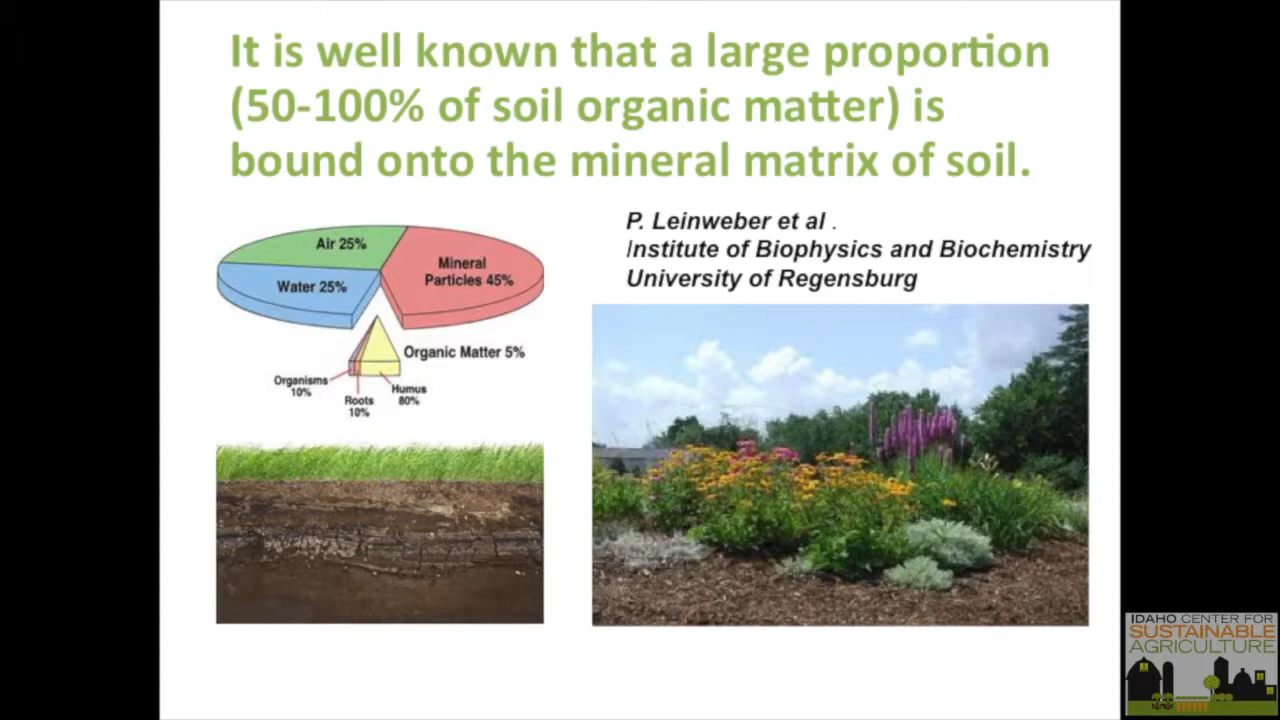 It is well known that a large proportion
(50-100% of soil organic matter) is
bound onto the mineral matrix of soil.
P. Leinweber et al .
Institute of Biophysics and Biochemistry
University of Regensburg
Air 25%
Mineral
Particles 45%
Water 25%
Organic Matter 5%
Organisms
10%
Roots
10%
Humus
80%
IDAHO CENTER FOR
SUSTAINABLE
AGRICULTURE